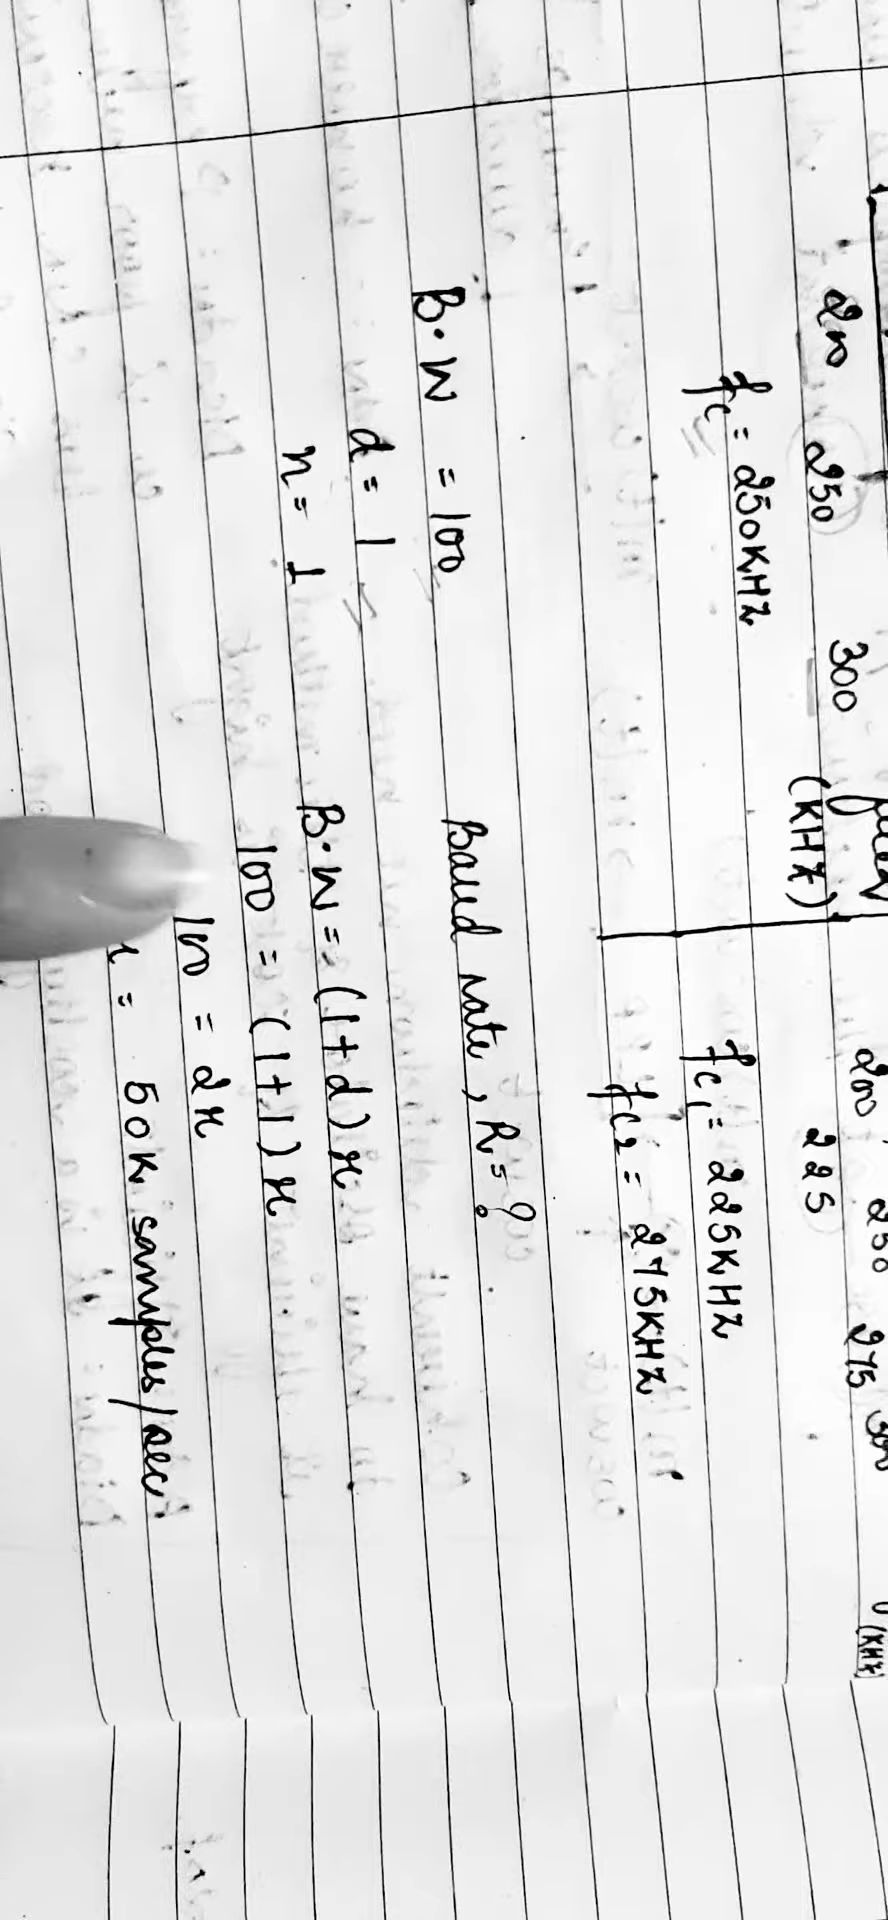 200 250 300 (KHz)
200 250 275 300 (KHz)
225
fc = 250KHz
fc1 = 225KHz
fc2 = 275KHz
B.W = 100
Baud rate, R = ?
d = 1
n = 1
B.W = (1+d)r
100 = (1+1)r
100 = 2r
r = 50K samples/sec